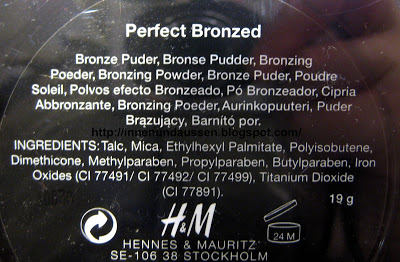 Perfect Bronzed
Bronze Puder, Bronse Pudder, Bronzing
Poeder, Bronzing Powder, Bronze Puder, Poudre
Soleil, Polvos efecto Bronzeado, Pó Bronzeador, Cipria
Abbronzante, Bronzing Poeder, Aurinkopuuteri, Puder
Brązujący, Barnító por.
http://innenundaussen.blogspot.com/
INGREDIENTS: Talc, Mica, Ethylhexyl Palmitate, Polyisobutene,
Dimethicone, Methylparaben, Propylparaben, Butylparaben, Iron
Oxides (CI 77491/ CI 77492/ CI 77499), Titanium Dioxide
(CI 77891).
19 g
H&M
24 M
HENNES & MAURITZ
SE-106 38 STOCKHOLM